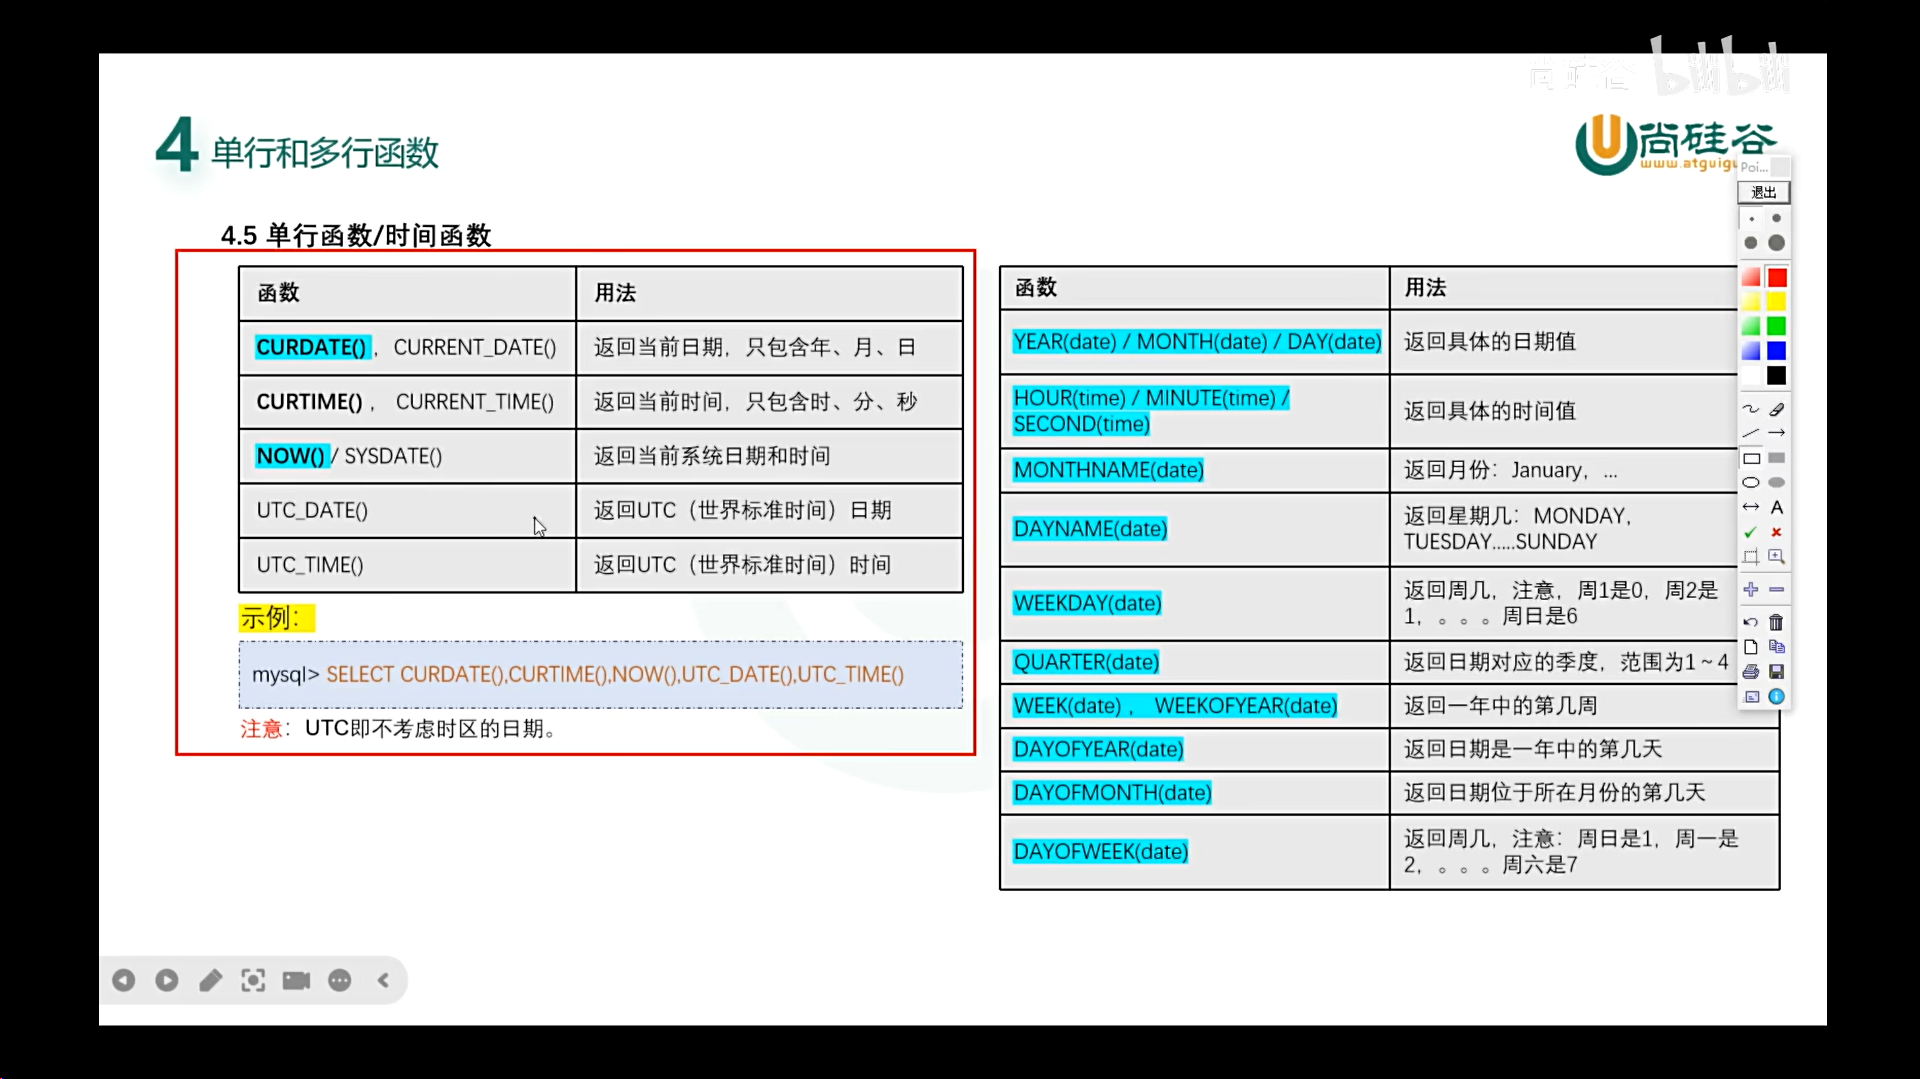 尚硅谷 bilibili
4 单行和多行函数
尚硅谷
www.atguigu
Poi...
退出
4.5 单行函数/时间函数
函数 用法
CURDATE() ，CURRENT_DATE() 返回当前日期，只包含年、月、日
CURTIME() ， CURRENT_TIME() 返回当前时间，只包含时、分、秒
NOW() / SYSDATE() 返回当前系统日期和时间
UTC_DATE() 返回UTC（世界标准时间）日期
UTC_TIME() 返回UTC（世界标准时间）时间
示例：
mysql> SELECT CURDATE(),CURTIME(),NOW(),UTC_DATE(),UTC_TIME()
注意：UTC即不考虑时区的日期。
函数 用法
YEAR(date) / MONTH(date) / DAY(date) 返回具体的日期值
HOUR(time) / MINUTE(time) /
SECOND(time) 返回具体的时间值
MONTHNAME(date) 返回月份：January，...
DAYNAME(date) 返回星期几：MONDAY，
TUESDAY.....SUNDAY
WEEKDAY(date) 返回周几，注意，周1是0，周2是
1，。。。周日是6
QUARTER(date) 返回日期对应的季度，范围为1～4
WEEK(date) ， WEEKOFYEAR(date) 返回一年中的第几周
DAYOFYEAR(date) 返回日期是一年中的第几天
DAYOFMONTH(date) 返回日期位于所在月份的第几天
DAYOFWEEK(date) 返回周几，注意：周日是1，周一是
2，。。。周六是7
A